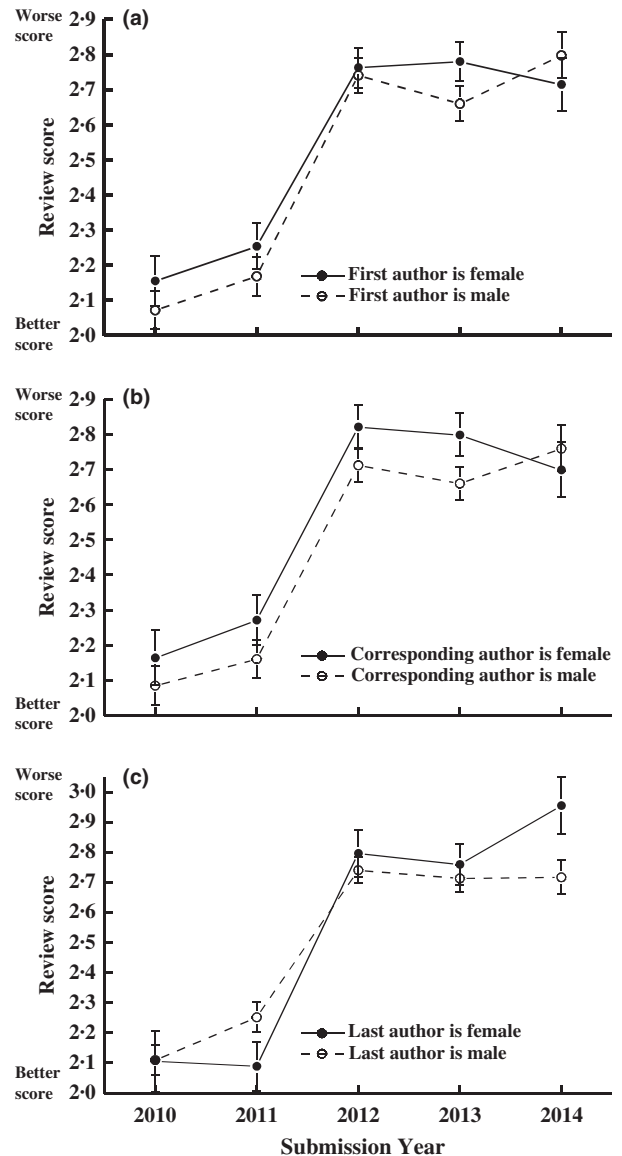 Worse
score
(a)
2·9
2·8
2·7
2·6
2·5
2·4
2·3
2·2
2·1
2·0
Better
score
Review score
First author is female
First author is male
Worse
score
(b)
2·9
2·8
2·7
2·6
2·5
2·4
2·3
2·2
2·1
2·0
Better
score
Review score
Corresponding author is female
Corresponding author is male
Worse
score
(c)
3·0
2·9
2·8
2·7
2·6
2·5
2·4
2·3
2·2
2·1
2·0
Better
score
Review score
Last author is female
Last author is male
2010 2011 2012 2013 2014
Submission Year